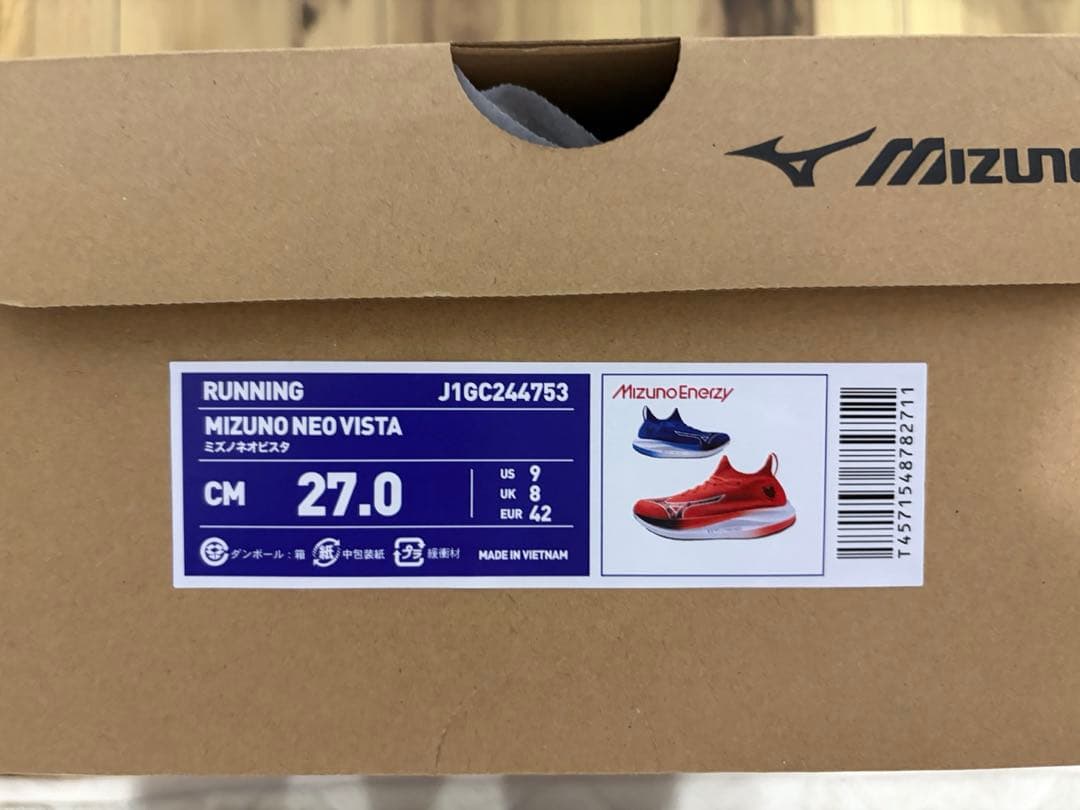 MIZUNO
RUNNING J1GC244753
MIZUNO NEO VISTA
ミズノネオビスタ
CM 27.0
US 9
UK 8
EUR 42
ダンボール：箱 紙 中包装紙 プラ 緩衝材 MADE IN VIETNAM
MIZUNO ENERZY
T4571548782711